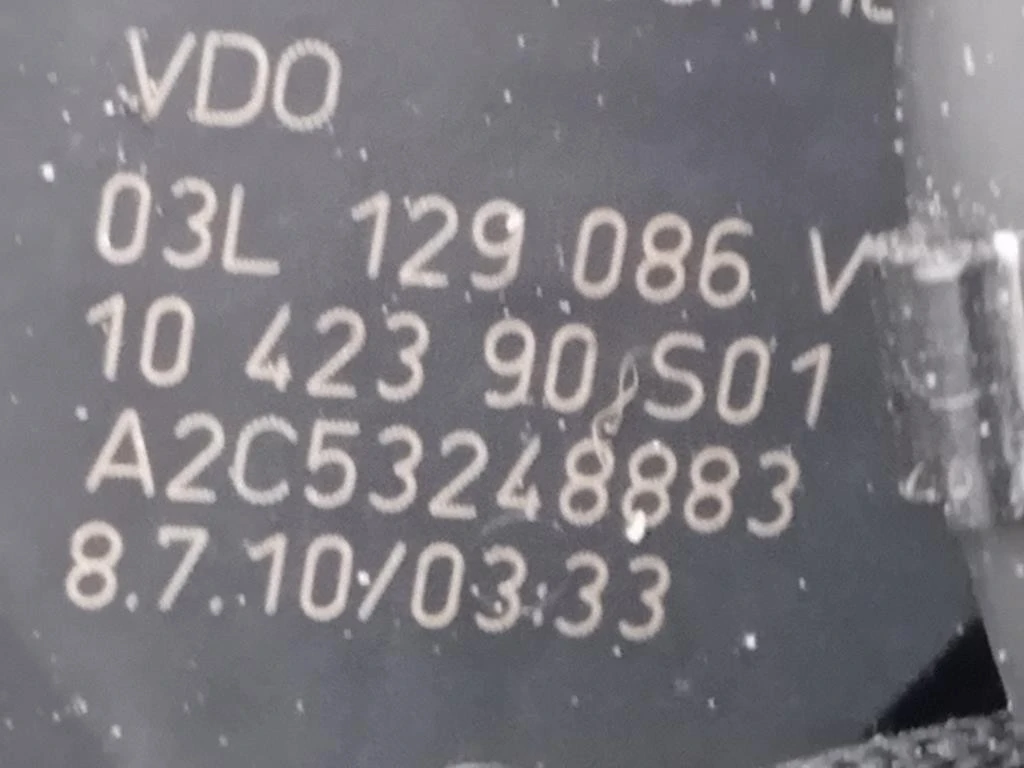 VDO
03L 129 086 V
10 423 90 S01
A2C53248883
8.7.10/03:33